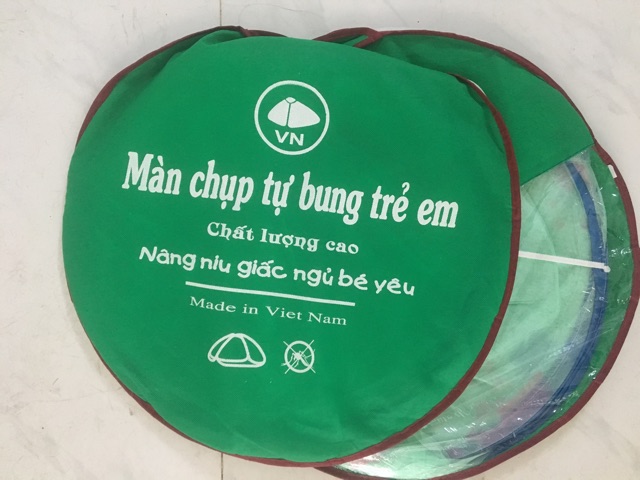 VN
Màn chụp tự bung trẻ em
Chất lượng cao
Nâng niu giấc ngủ bé yêu
Made in Viet Nam